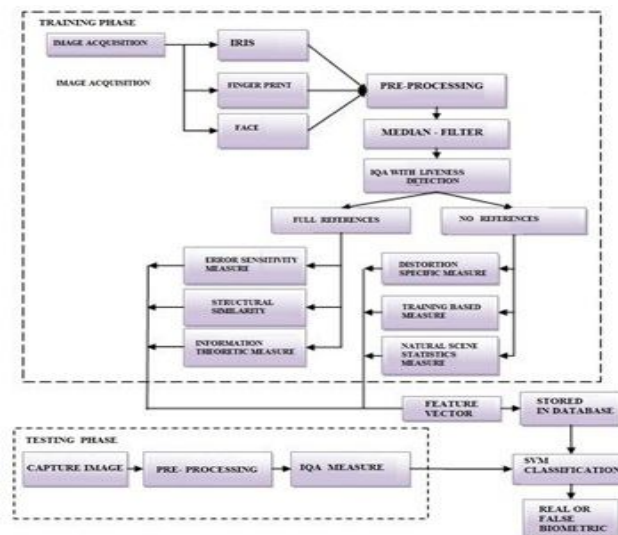 TRAINING PHASE
IMAGE ACQUISITION
IRIS
IMAGE ACQUISITION
FINGER PRINT
FACE
PRE-PROCESSING
MEDIAN - FILTER
IQA WITH LIVENESS
DETECTION
FULL REFERENCES
NO REFERENCES
ERROR SENSITIVITY
MEASURE
STRUCTURAL
SIMILARITY
INFORMATION
THEORETIC MEASURE
DISTORTION
SPECIFIC MEASURE
TRAINING BASED
MEASURE
NATURAL SCENE
STATISTICS
MEASURE
FEATURE
VECTOR
STORED
IN DATABASE
TESTING PHASE
CAPTURE IMAGE
PRE- PROCESSING
IQA MEASURE
SVM
CLASSIFICATION
REAL OR
FALSE
BIOMETRIC